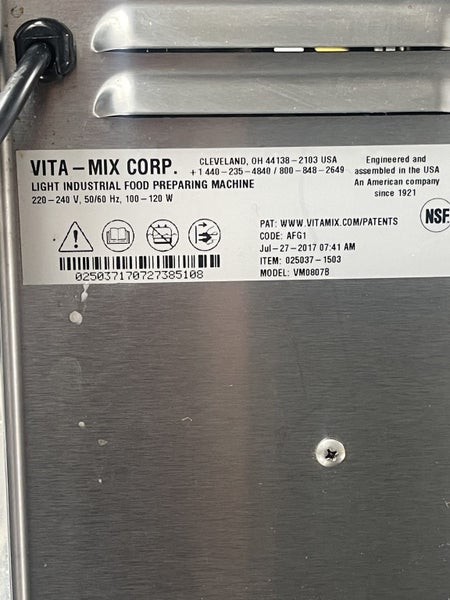 VITA-MIX CORP.
LIGHT INDUSTRIAL FOOD PREPARING MACHINE
220-240 V, 50/60 Hz, 100-120 W
CLEVELAND, OH 44138-2103 USA
+1 440-235-4840 / 800-848-2649
Engineered and
assembled in the USA
An American company
since 1921
NSF
PAT: WWW.VITAMIX.COM/PATENTS
CODE: AFG1
Jul-27-2017 07:41 AM
ITEM: 025037-1503
MODEL: VM0807B
025037170727385108